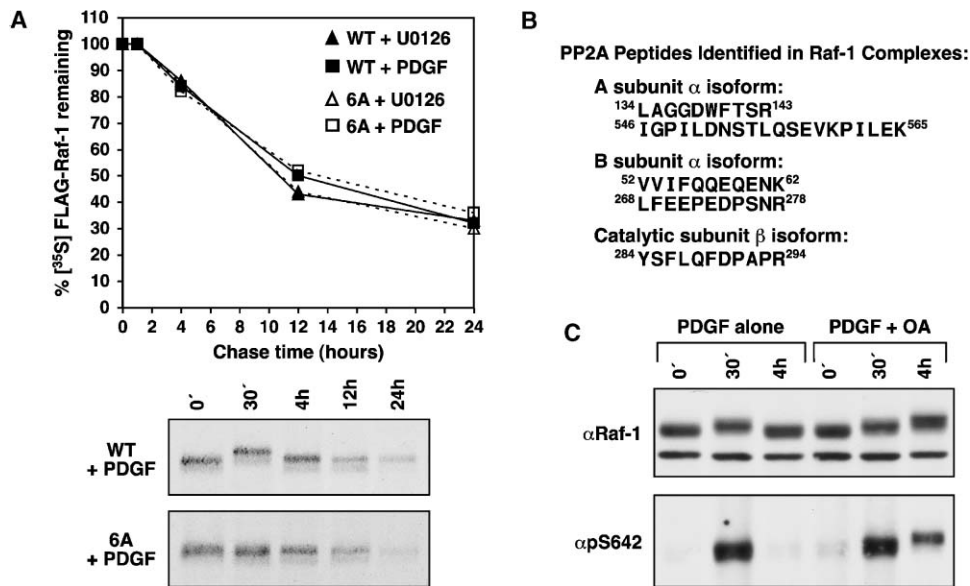 A
110
100
90
80
70
60
50
40
30
20
10
0
% [³⁵S] FLAG-Raf-1 remaining
WT + U0126
WT + PDGF
6A + U0126
6A + PDGF
0 2 4 6 8 10 12 14 16 18 20 22 24
Chase time (hours)
0´ 30´ 4h 12h 24h
WT
+ PDGF
6A
+ PDGF
B
PP2A Peptides Identified in Raf-1 Complexes:
A subunit α isoform:
¹³⁴LAGGDWFTSR¹⁴³
⁵⁴⁶IGPILDNSTLQSEVKPILEK⁵⁶⁵
B subunit α isoform:
⁵²VVIFQQEQENK⁶²
²⁶⁸LFEEPEDPSNR²⁷⁸
Catalytic subunit β isoform:
²⁸⁴YSFLQFDPAPR²⁹⁴
C
PDGF alone PDGF + OA
0´ 30´ 4h 0´ 30´ 4h
αRaf-1
αpS642